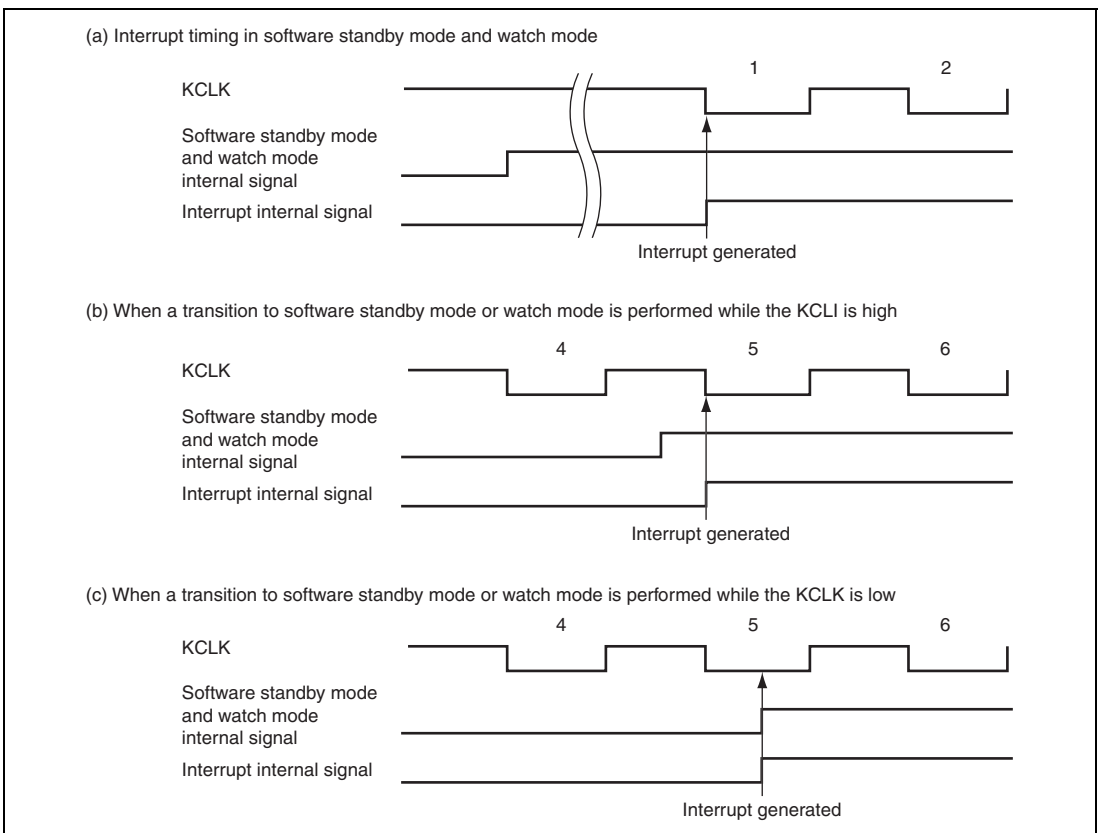 (a) Interrupt timing in software standby mode and watch mode
1 2
KCLK
Software standby mode
and watch mode
internal signal
Interrupt internal signal
Interrupt generated
(b) When a transition to software standby mode or watch mode is performed while the KCLI is high
4 5 6
KCLK
Software standby mode
and watch mode
internal signal
Interrupt internal signal
Interrupt generated
(c) When a transition to software standby mode or watch mode is performed while the KCLK is low
4 5 6
KCLK
Software standby mode
and watch mode
internal signal
Interrupt internal signal
Interrupt generated